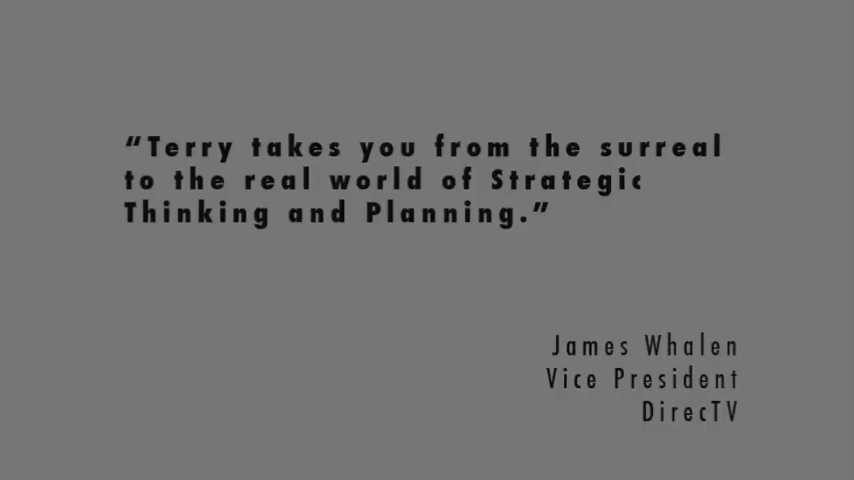 “Terry takes you from the surreal
to the real world of Strategic
Thinking and Planning.”
James Whalen
Vice President
DirecTV